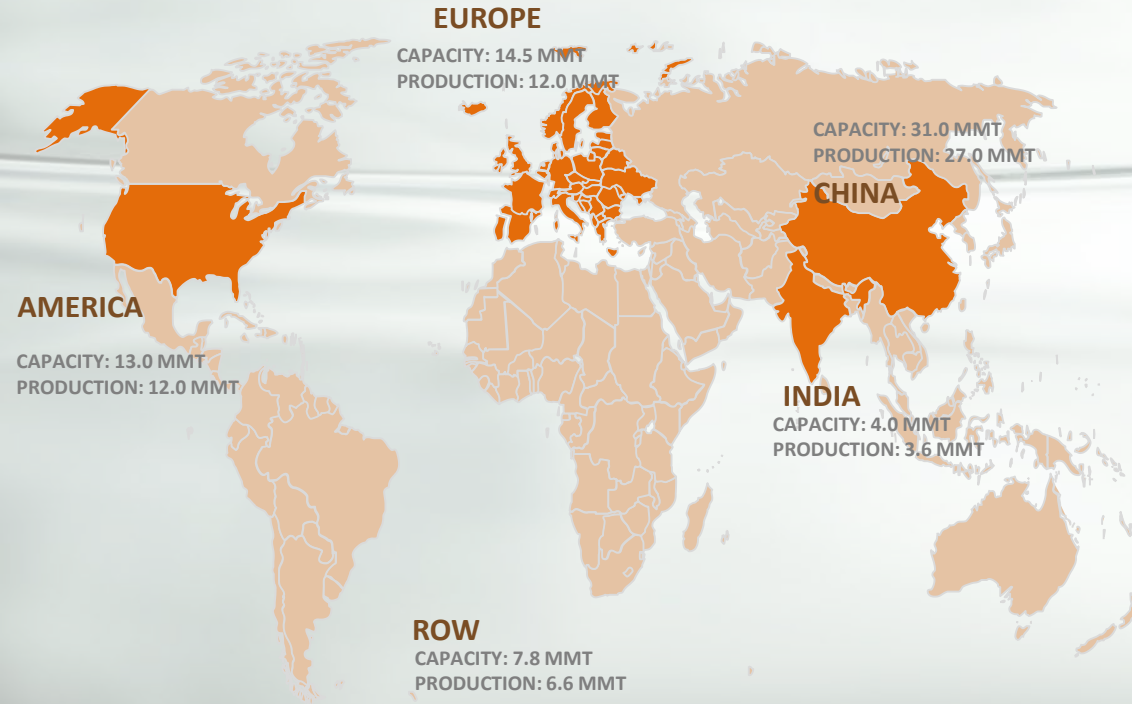 EUROPE
CAPACITY: 14.5 MMT
PRODUCTION: 12.0 MMT
CAPACITY: 31.0 MMT
PRODUCTION: 27.0 MMT
CHINA
AMERICA
CAPACITY: 13.0 MMT
PRODUCTION: 12.0 MMT
INDIA
CAPACITY: 4.0 MMT
PRODUCTION: 3.6 MMT
ROW
CAPACITY: 7.8 MMT
PRODUCTION: 6.6 MMT